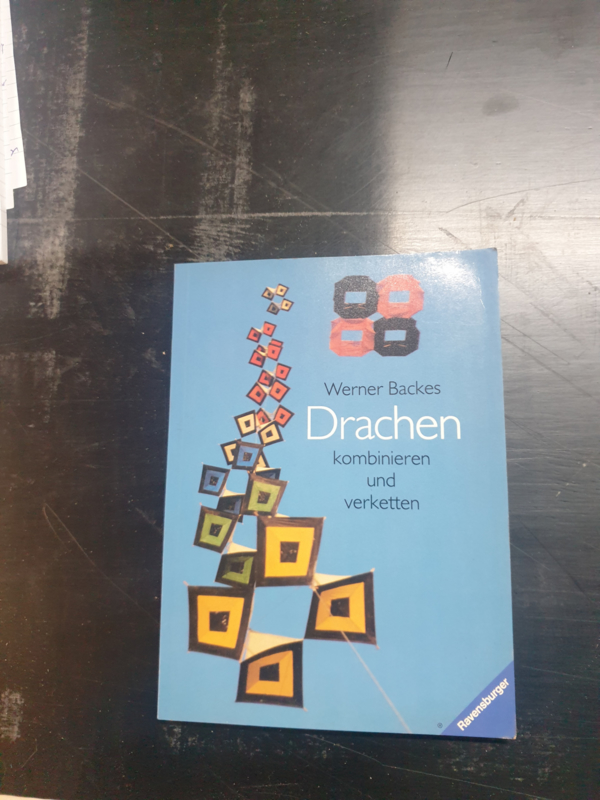 Werner Backes
Drachen
kombinieren
und
verketten
Ravensburger